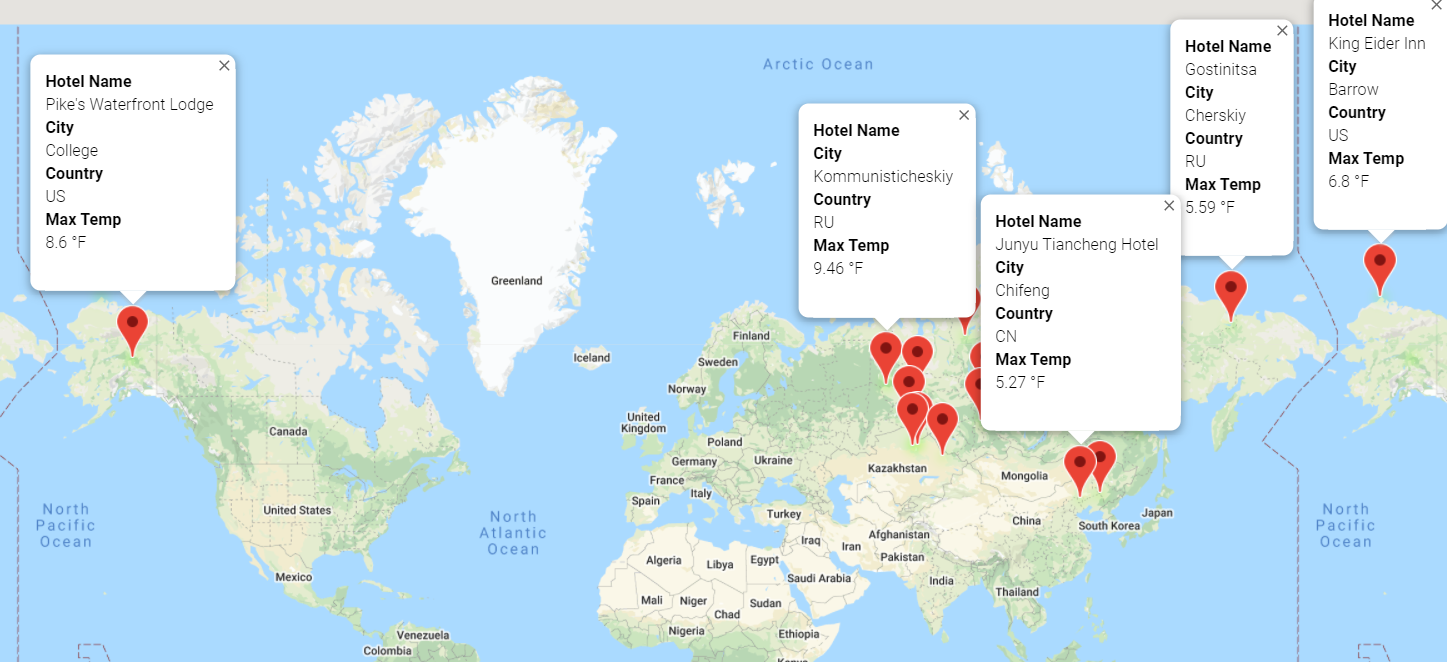 Hotel Name
Pike's Waterfront Lodge
City
College
Country
US
Max Temp
8.6 °F
Hotel Name
City
Kommunisticheskiy
Country
RU
Max Temp
9.46 °F
Hotel Name
Junyu Tiancheng Hotel
City
Chifeng
Country
CN
Max Temp
5.27 °F
Hotel Name
Gostinitsa
City
Cherskiy
Country
RU
Max Temp
5.59 °F
Hotel Name
King Eider Inn
City
Barrow
Country
US
Max Temp
6.8 °F
Arctic Ocean
Greenland
Iceland
Finland
Sweden
Norway
United
Kingdom
Poland
Germany
Ukraine
France
Italy
Spain
Turkey
Kazakhstan
Mongolia
China
South Korea
Japan
Afghanistan
Iraq
Iran
Pakistan
Algeria
Libya
Egypt
Saudi Arabia
India
Thailand
Mali
Niger
Chad
Sudan
Nigeria
Ethiopia
Kenya
Canada
United States
Mexico
Venezuela
Colombia
North
Pacific
Ocean
North
Atlantic
Ocean
North
Pacific
Ocean